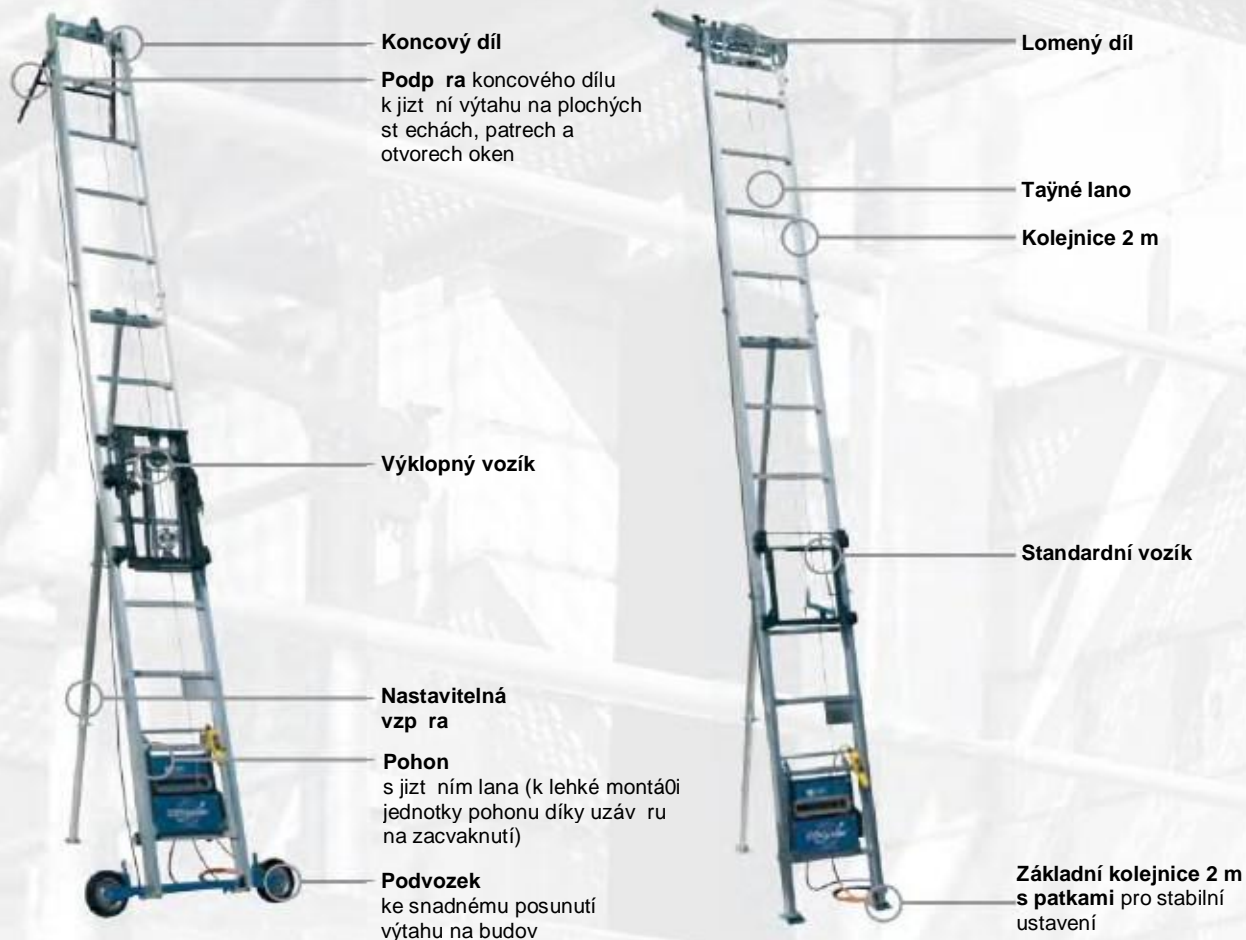 Koncový díl
Podp ra koncového dílu
k jizt ní výtahu na plochých
st echách, patrech a
otvorech oken
Výklopný vozík
Nastavitelná
vzp ra
Pohon
s jizt ním lana (k lehké montá0i
jednotky pohonu díky uzáv ru
na zacvaknutí)
Podvozek
ke snadnému posunutí
výtahu na budov
Lomený díl
Taÿné lano
Kolejnice 2 m
Standardní vozík
Základní kolejnice 2 m
s patkami pro stabilní
ustavení